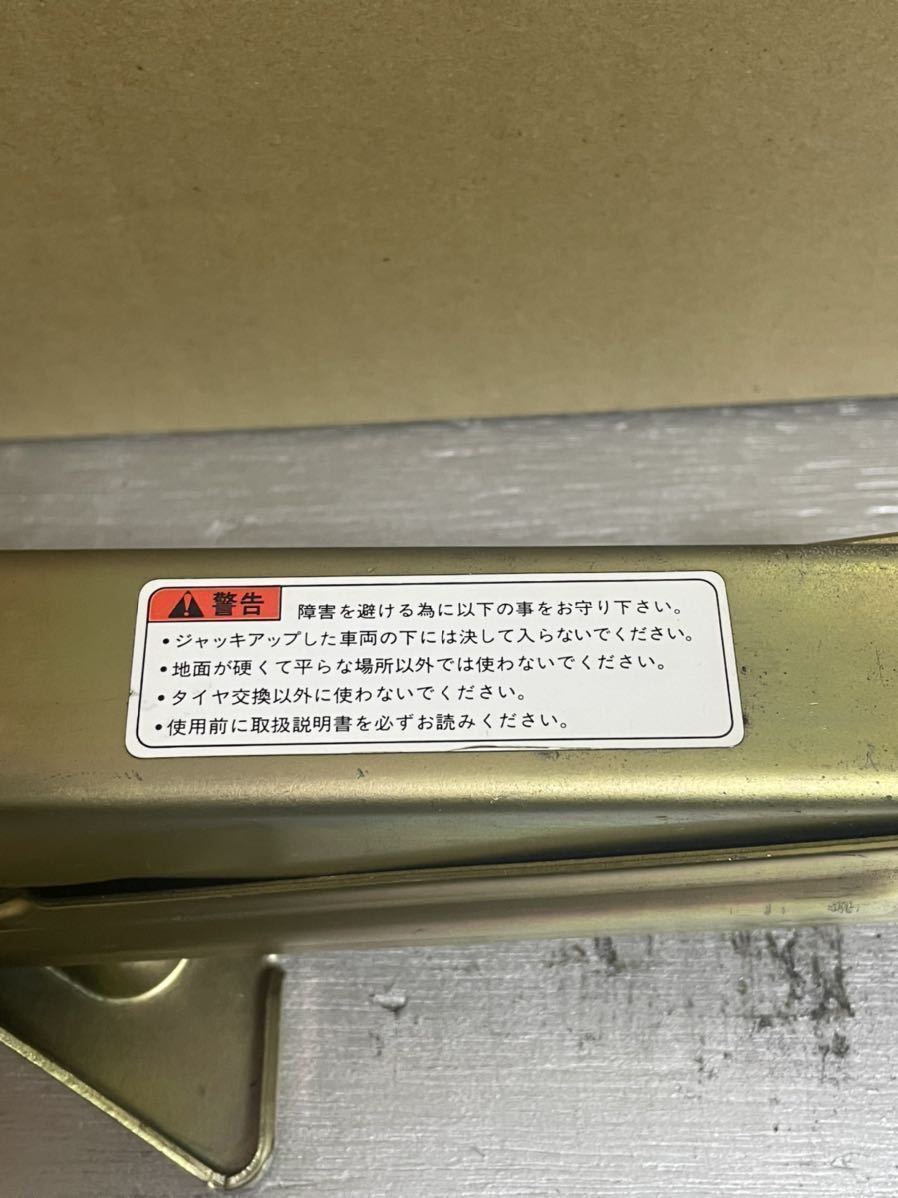 警告 障害を避ける為に以下の事をお守り下さい。
•ジャッキアップした車両の下には決して入らないでください。
•地面が硬くて平らな場所以外では使わないでください。
•タイヤ交換以外に使わないでください。
•使用前に取扱説明書を必ずお読みください。